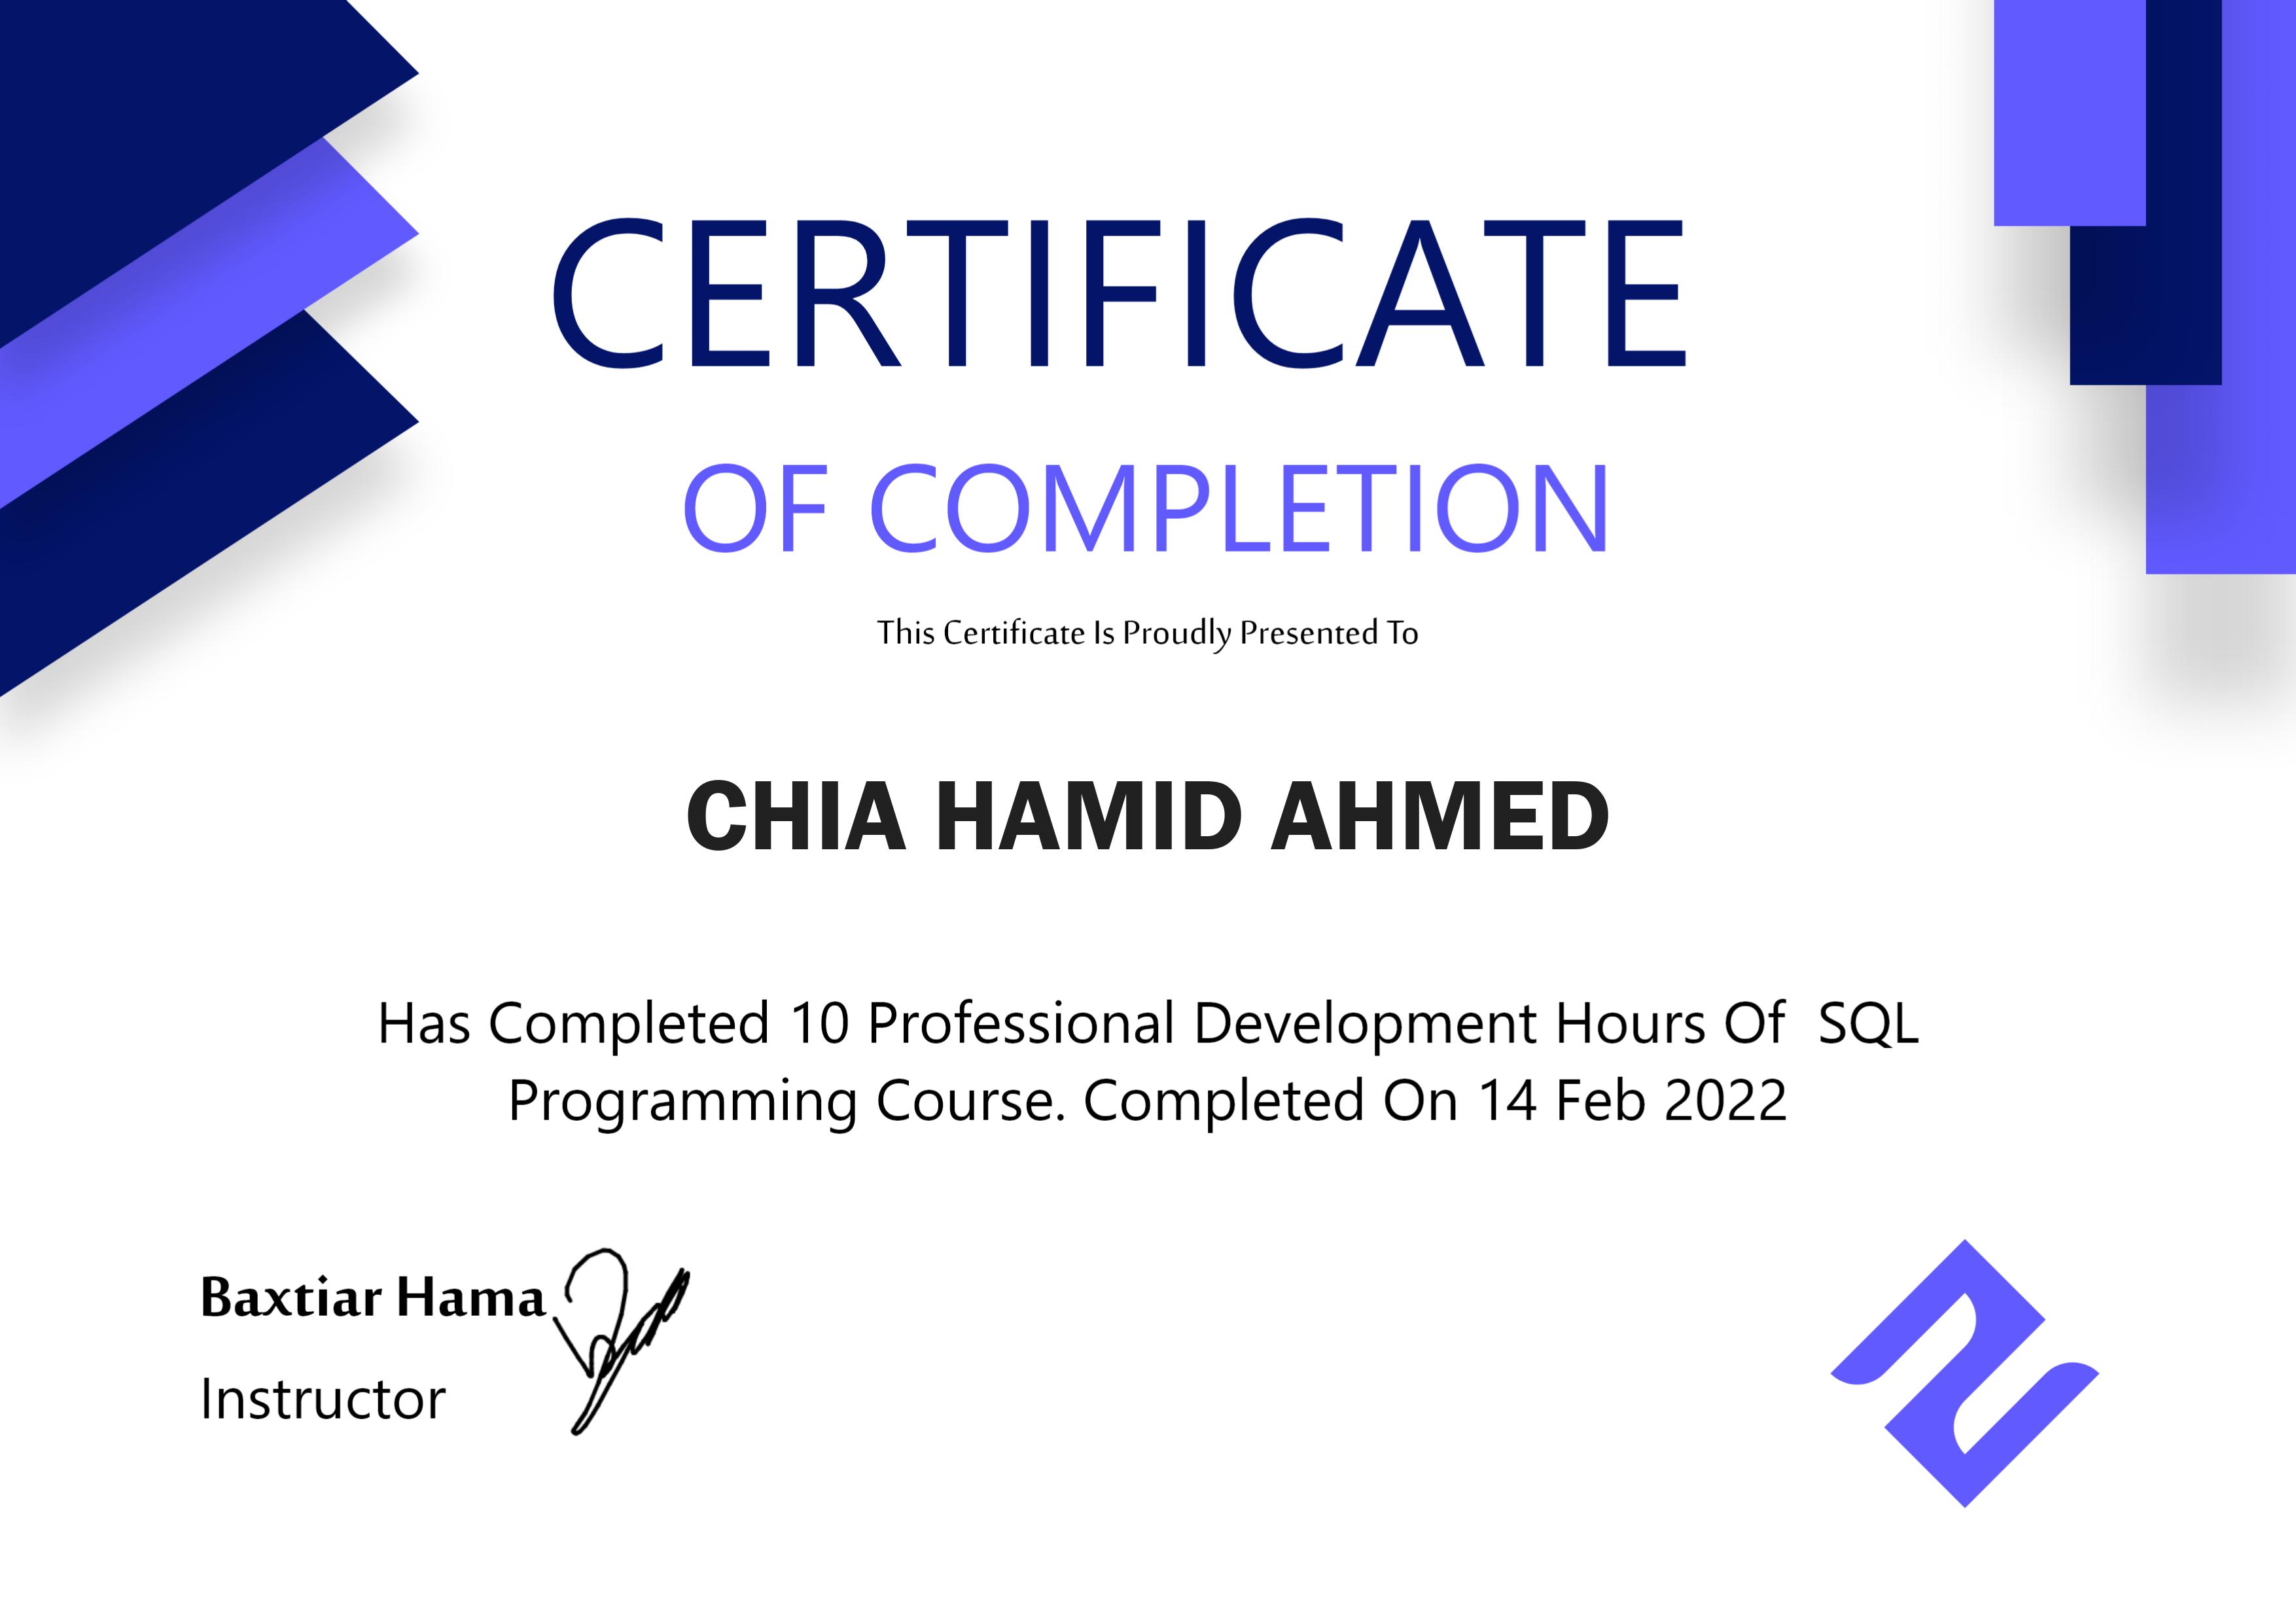 CERTIFICATE
OF COMPLETION
This Certificate Is Proudly Presented To
CHIA HAMID AHMED
Has Completed 10 Professional Development Hours Of  SQL
Programming Course. Completed On 14 Feb 2022
Baxtiar Hama
Instructor